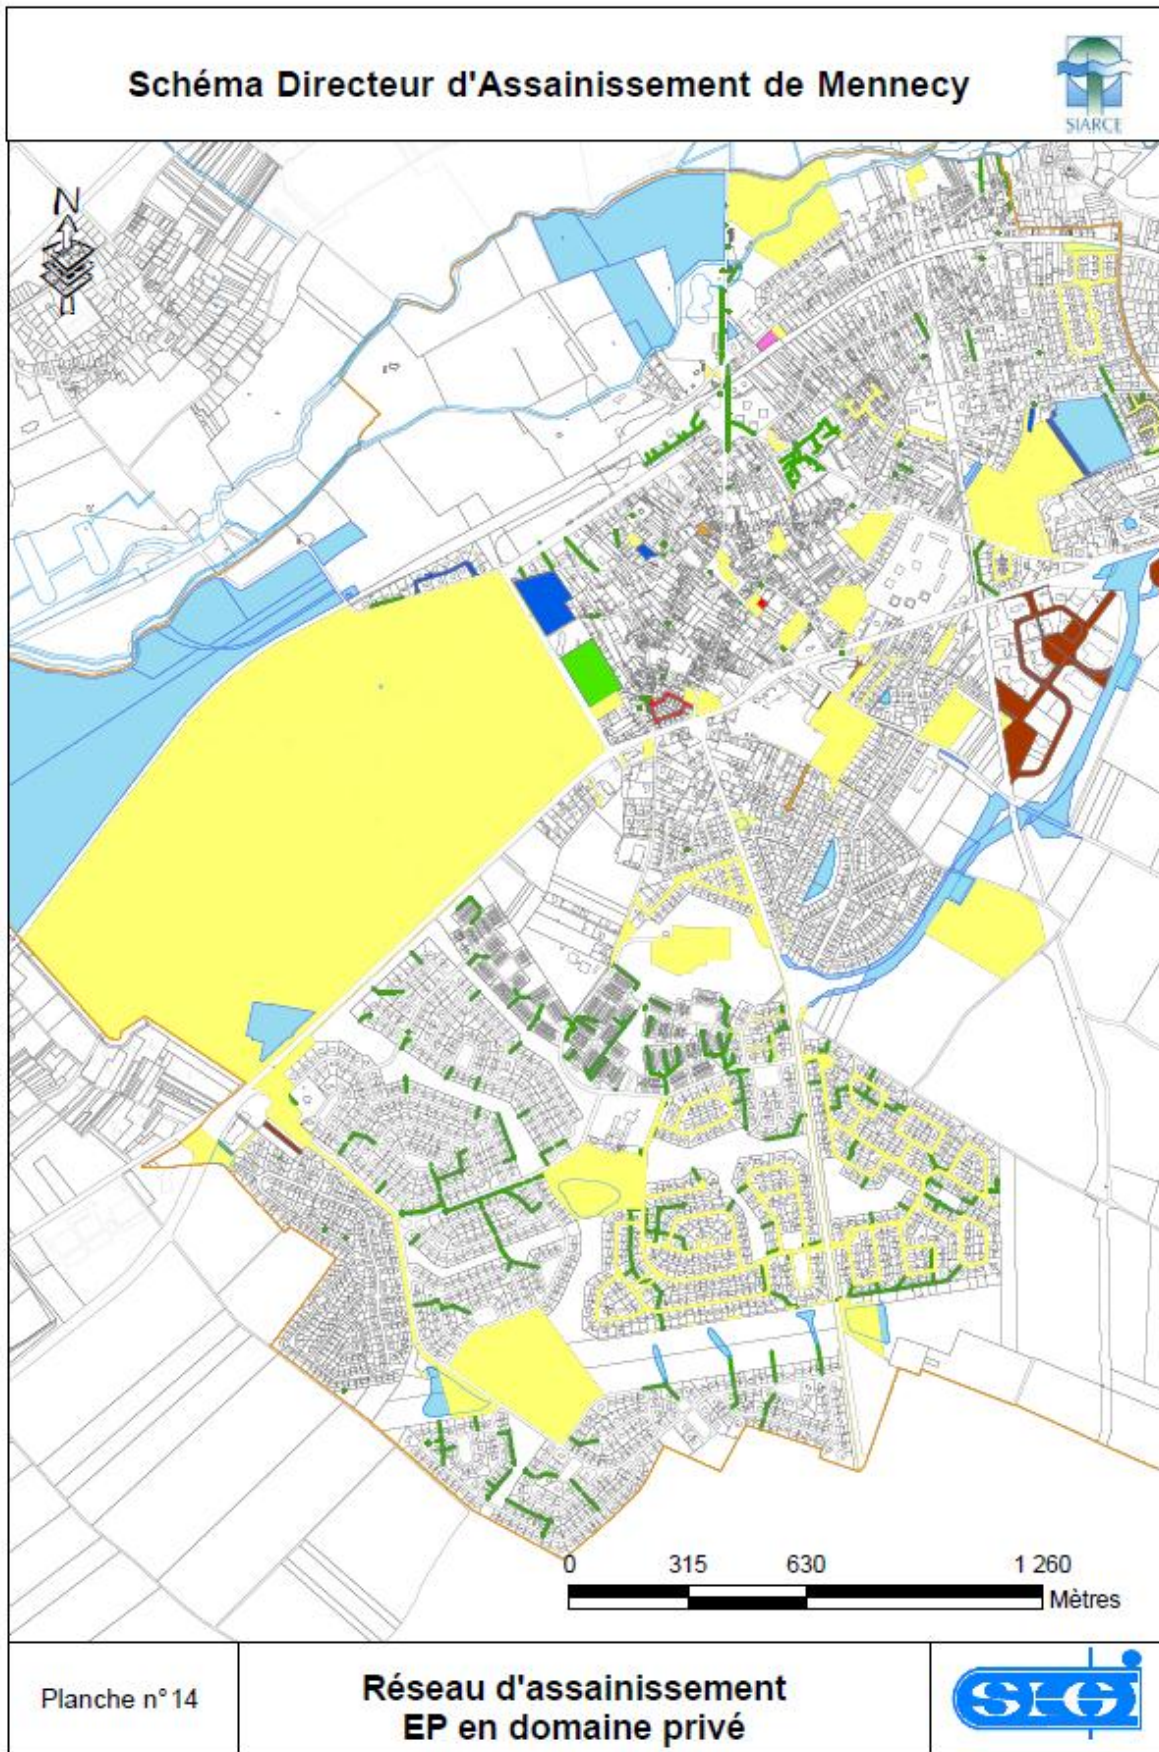 Schéma Directeur d'Assainissement de Mennecy
SIARCE
N
0 315 630 1 260
Mètres
Planche n°14
Réseau d'assainissement
EP en domaine privé